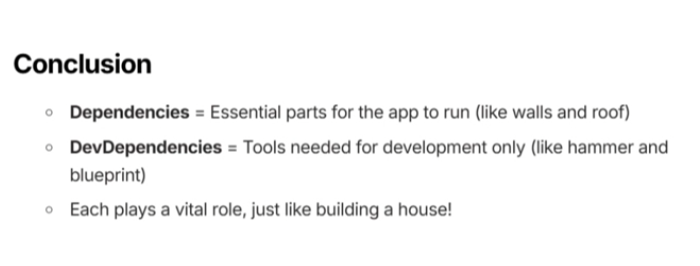 Conclusion
Dependencies = Essential parts for the app to run (like walls and roof)
DevDependencies = Tools needed for development only (like hammer and
blueprint)
Each plays a vital role, just like building a house!